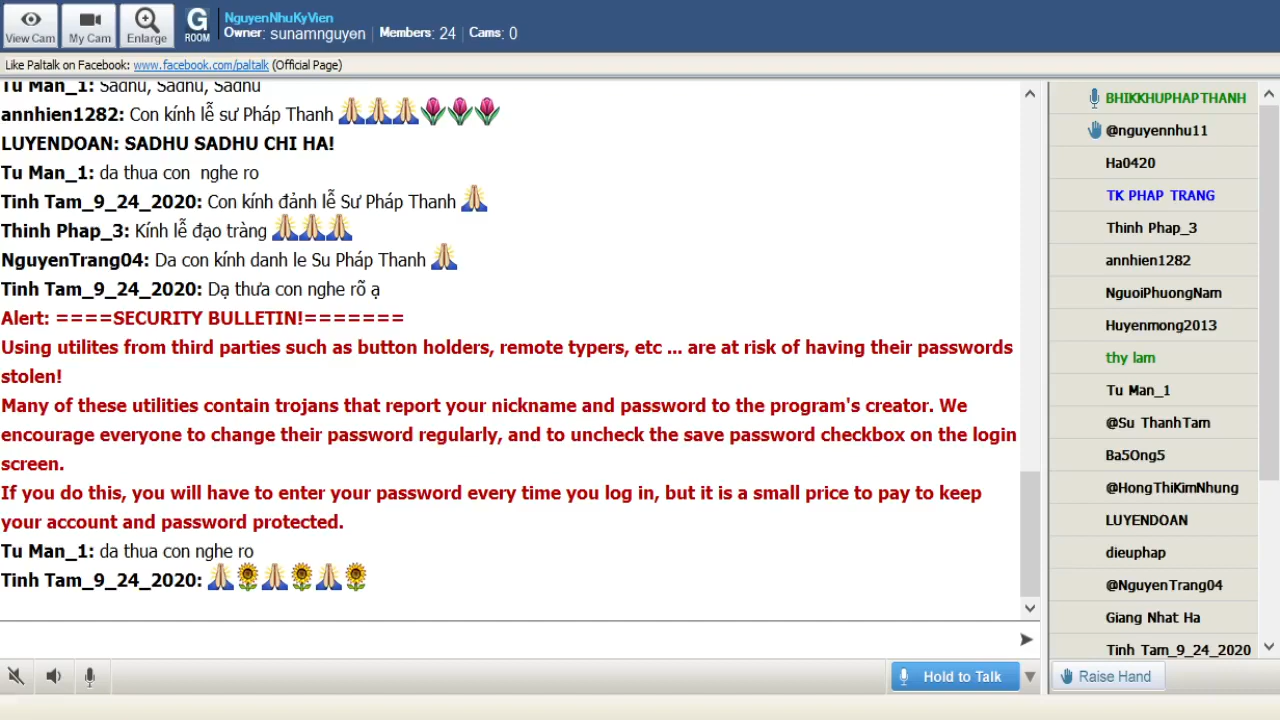 View Cam
My Cam
Enlarge
G
ROOM
NguyenNhuKyVien
Owner: sunamnguyen Members: 24 Cams: 0
Like Paltalk on Facebook: www.facebook.com/paltalk (Official Page)
Tu Man_1: Sadhu, Sadhu, Sadhu
annhien1282: Con kính lễ sư Pháp Thanh
LUYENDOAN: SADHU SADHU CHI HA!
Tu Man_1: da thua con nghe ro
Tinh Tam_9_24_2020: Con kính đảnh lễ Sư Pháp Thanh
Thinh Phap_3: Kính lễ đạo tràng
NguyenTrang04: Da con kính danh le Su Pháp Thanh
Tinh Tam_9_24_2020: Dạ thưa con nghe rõ ạ
Alert: ====SECURITY BULLETIN!=======
Using utilites from third parties such as button holders, remote typers, etc ... are at risk of having their passwords
stolen!
Many of these utilities contain trojans that report your nickname and password to the program's creator. We
encourage everyone to change their password regularly, and to uncheck the save password checkbox on the login
screen.
If you do this, you will have to enter your password every time you log in, but it is a small price to pay to keep
your account and password protected.
Tu Man_1: da thua con nghe ro
Tinh Tam_9_24_2020:
Hold to Talk
BHIKKHUPHAPTHANH
@nguyennhu11
Ha0420
TK PHAP TRANG
Thinh Phap_3
annhien1282
NguoiPhuongNam
Huyenmong2013
thy lam
Tu Man_1
@Su ThanhTam
Ba5Ong5
@HongThiKimNhung
LUYENDOAN
dieuphap
@NguyenTrang04
Giang Nhat Ha
Tinh Tam_9_24_2020
Raise Hand